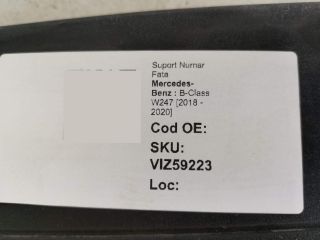 Suport Numar
Fata
Mercedes-
Benz : B-Class
W247 [2018 -
2020]
Cod OE:
SKU:
VIZ59223
Loc: